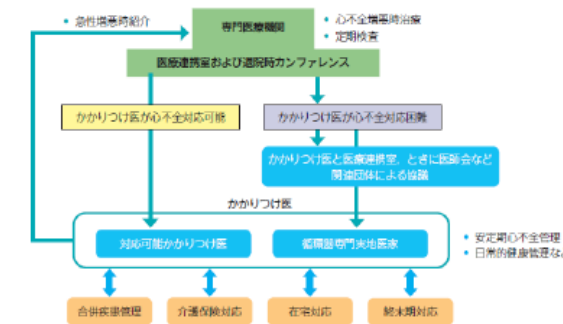 • 急性増悪時紹介
専門医療機関
• 心不全増悪時治療
• 定期検査
医療連携室および退院時カンファレンス
かかりつけ医が心不全対応可能
かかりつけ医が心不全対応困難
かかりつけ医と医療連携室，ときに医師会など
関連団体による協議
かかりつけ医
対応可能かかりつけ医
循環器専門実地医家
• 安定期心不全管理
• 日常的健康管理な
合併疾患管理
介護保険対応
在宅対応
終末期対応